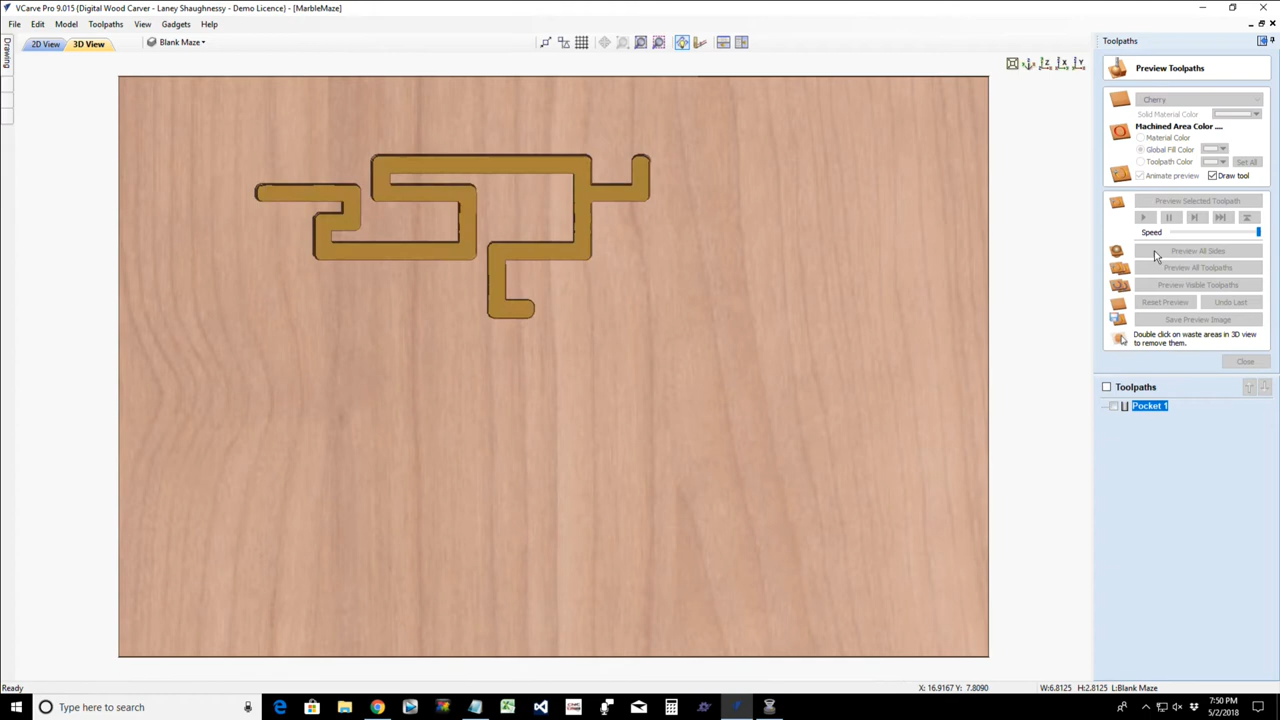 VCarve Pro 9.015 {Digital Wood Carver - Laney Shaughnessy - Demo Licence} - [MarbleMaze]
File Edit Model Toolpaths View Gadgets Help
2D View 3D View Blank Maze
Drawing
Toolpaths
Preview Toolpaths
Cherry
Solid Material Color
Machined Area Color ....
Material Color
Global Fill Color
Toolpath Color Set All
Animate preview Draw tool
Preview Selected Toolpath
Speed
Preview All Sides
Preview All Toolpaths
Preview Visible Toolpaths
Reset Preview Undo Last
Save Preview Image
Double click on waste areas in 3D view
to remove them.
Close
Toolpaths
Pocket 1
Ready X: 16.9167 Y: 7.8090 W:6.8125 H:2.8125 L:Blank Maze
Type here to search
7:50 PM
5/2/2018